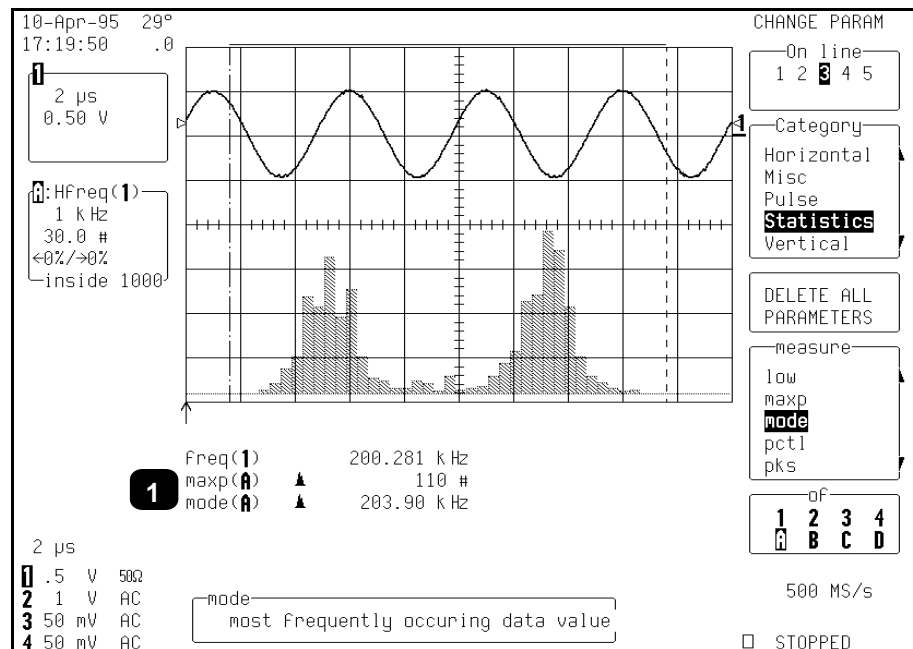 10-Apr-95 29°
17:19:50 .0
1
2 µs
0.50 V
A:Hfreq(1)
1 kHz
30.0 #
←0%/→0%
inside 1000
1
freq(1) 200.281 kHz
maxp(A) 110 #
mode(A) 203.90 kHz
1
2 µs
1 .5 V 50Ω
2 1 V AC
3 50 mV AC
4 50 mV AC
mode
most frequently occuring data value
CHANGE PARAM
On line
1 2 3 4 5
Category
Horizontal
Misc
Pulse
Statistics
Vertical
DELETE ALL
PARAMETERS
measure
low
maxp
mode
pctl
pks
of
1 2 3 4
A B C D
500 MS/s
STOPPED